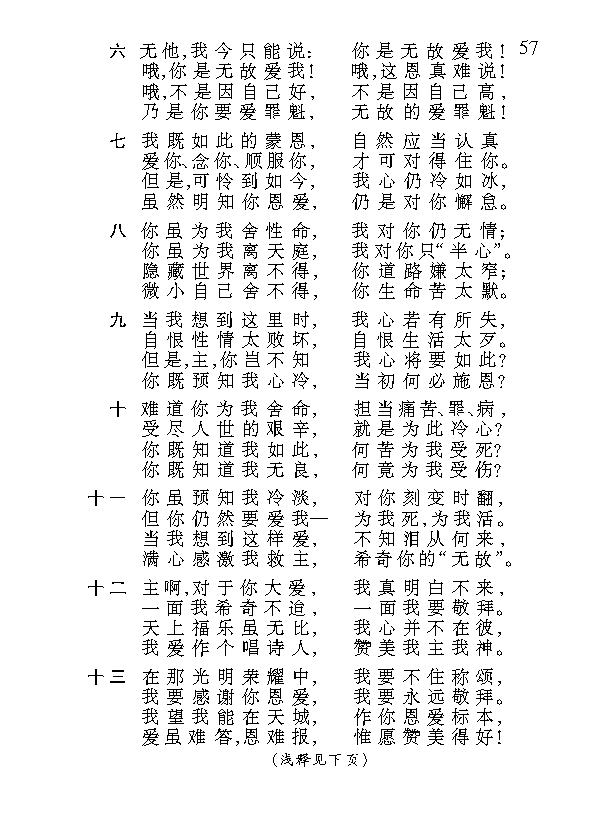 六 无他,我今只能说： 你是无故爱我！ 57
哦,你是无故爱我！ 哦,这恩真难说！
哦,不是因自己好， 不是因自己高，
乃是你要爱罪魁， 无故的爱罪魁！
七 我既如此的蒙恩， 自然应当认真
爱你、念你、顺服你， 才可对得住你。
但是,可怜到如今， 我心仍冷如冰，
虽然明知你恩爱， 仍是对你懈怠。
八 你虽为我舍性命， 我对你仍无情；
你虽为我离天庭， 我对你只“半心”。
隐藏世界离不得， 你道路嫌太窄；
微小自己舍不得， 你生命苦太默。
九 当我想到这里时， 我心若有所失，
自恨性情太败坏， 自恨生活太歹。
但是,主,你岂不知 我心将要如此？
你既预知我心冷， 当初何必施恩？
十 难道你为我舍命， 担当痛苦、罪、病，
受尽人世的艰辛， 就是为此冷心？
你既知道我如此， 何苦为我受死？
你既知道我无良， 何竟为我受伤？
十一 你虽预知我冷淡， 对你刻变时翻，
但你仍然要爱我— 为我死,为我活。
当我想到这样爱， 不知泪从何来，
满心感激我救主， 希奇你的“无故”。
十二 主啊,对于你大爱， 我真明白不来，
一面我希奇不迨， 一面我要敬拜。
天上福乐虽无比， 我心并不在彼，
我爱作个唱诗人， 赞美我主我神。
十三 在那光明荣耀中， 我要不住称颂，
我要感谢你恩爱， 我要永远敬拜。
我望我能在天城， 作你恩爱标本，
爱虽难答,恩难报， 惟愿赞美得好！
(浅释见下页)